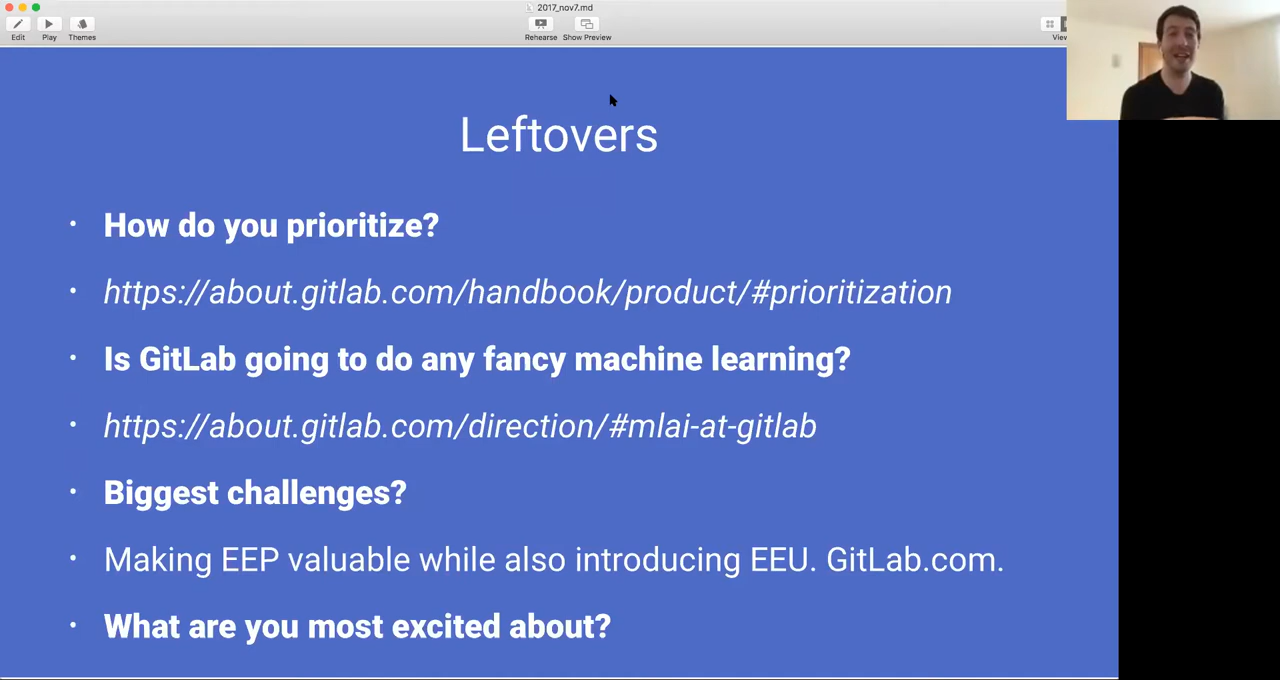 2017_nov7.md
Edit
Play
Themes
Rehearse
Show Preview
Vie
Leftovers
• How do you prioritize?
• https://about.gitlab.com/handbook/product/#prioritization
• Is GitLab going to do any fancy machine learning?
• https://about.gitlab.com/direction/#mlai-at-gitlab
• Biggest challenges?
• Making EEP valuable while also introducing EEU. GitLab.com.
• What are you most excited about?